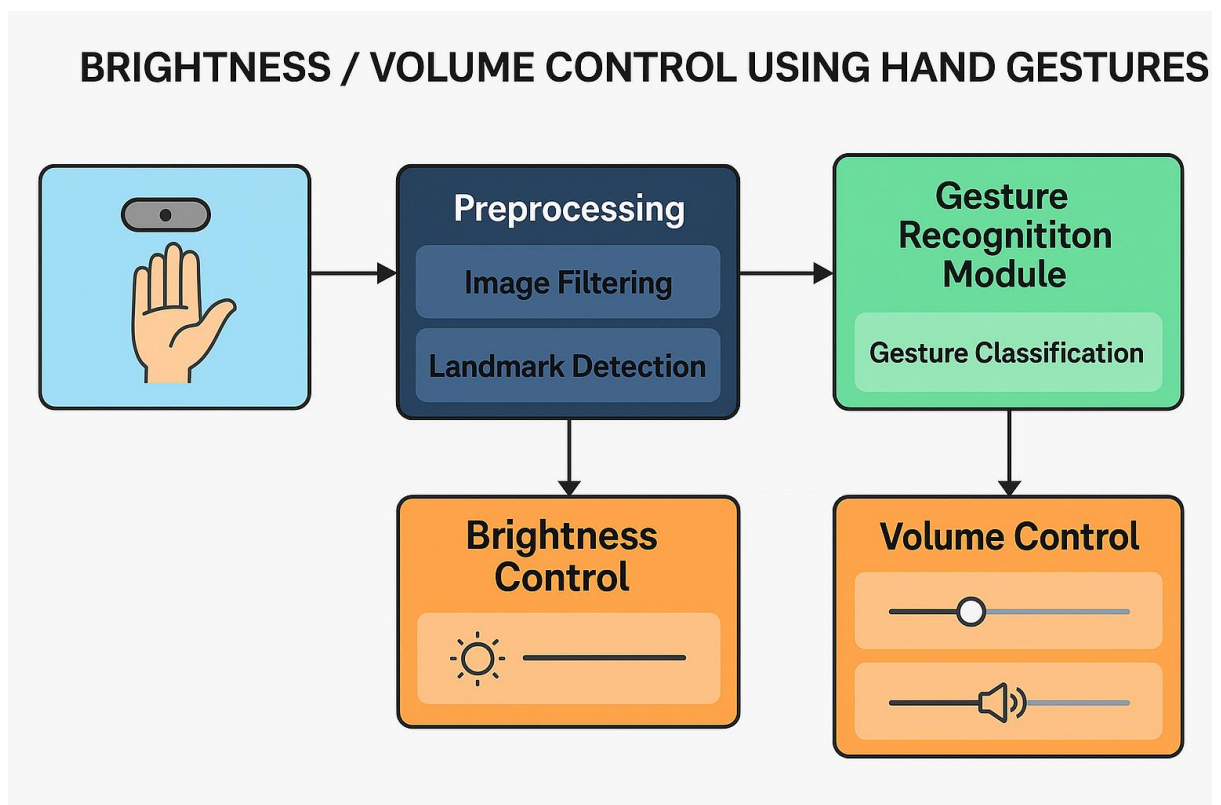 BRIGHTNESS / VOLUME CONTROL USING HAND GESTURES
Preprocessing
Image Filtering
Landmark Detection
Gesture
Recognititon
Module
Gesture Classification
Brightness
Control
Volume Control